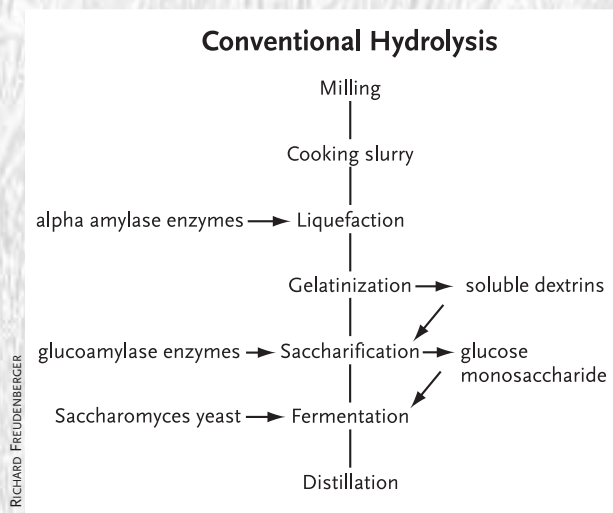 Conventional Hydrolysis
Milling
Cooking slurry
alpha amylase enzymes Liquefaction
Gelatinization soluble dextrins
glucoamylase enzymes Saccharification glucose
monosaccharide
Saccharomyces yeast Fermentation
Distillation
RICHARD FREUDENBERGER